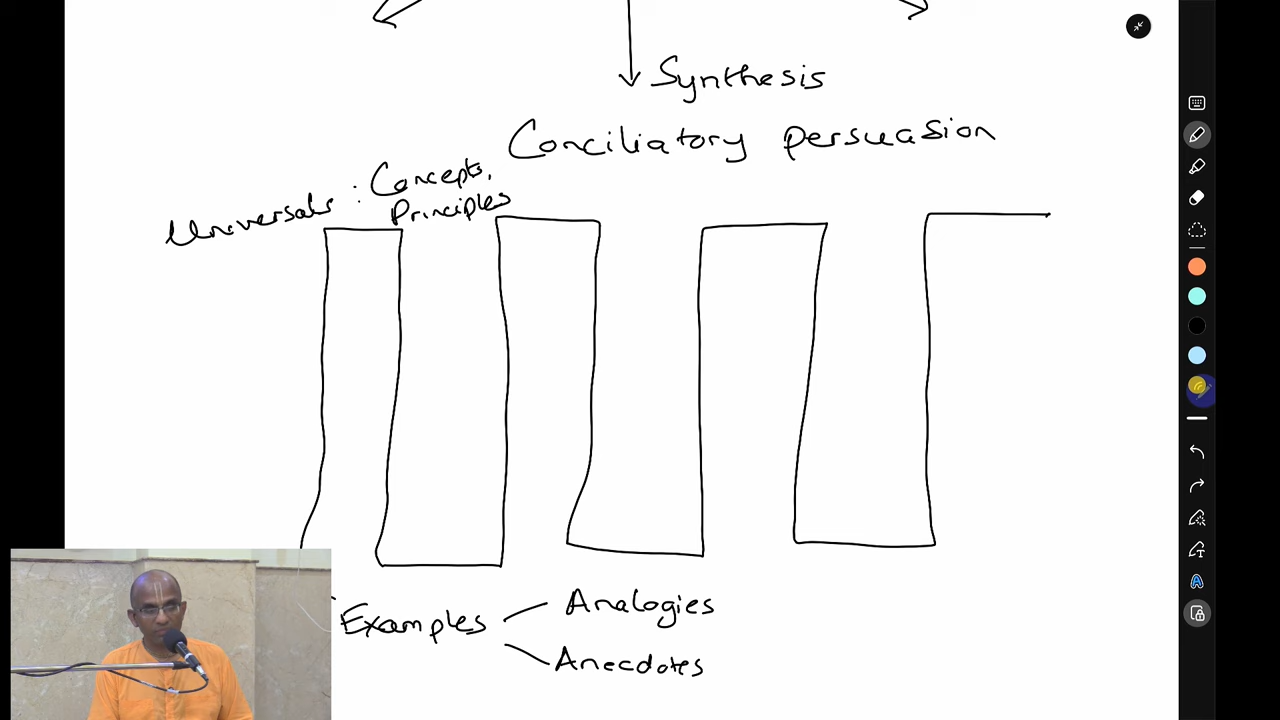 Synthesis
Conciliatory persuasion
Universals : Concepts,
Principles
Examples
Analogies
Anecdotes